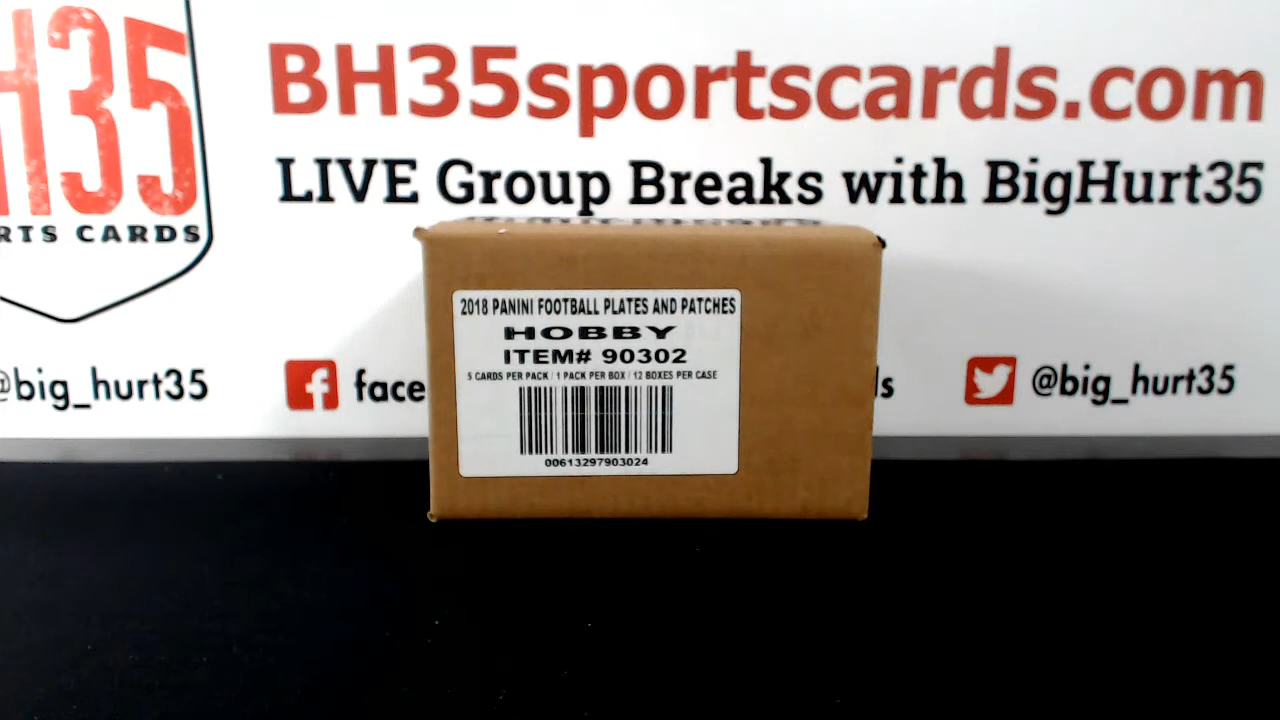 H35
RTS CARDS
BH35sportscards.com
LIVE Group Breaks with BigHurt35
@big_hurt35
f face
ls
@big_hurt35
2018 PANINI FOOTBALL PLATES AND PATCHES
HOBBY
ITEM# 90302
5 CARDS PER PACK / 1 PACK PER BOX / 12 BOXES PER CASE
00613297903024